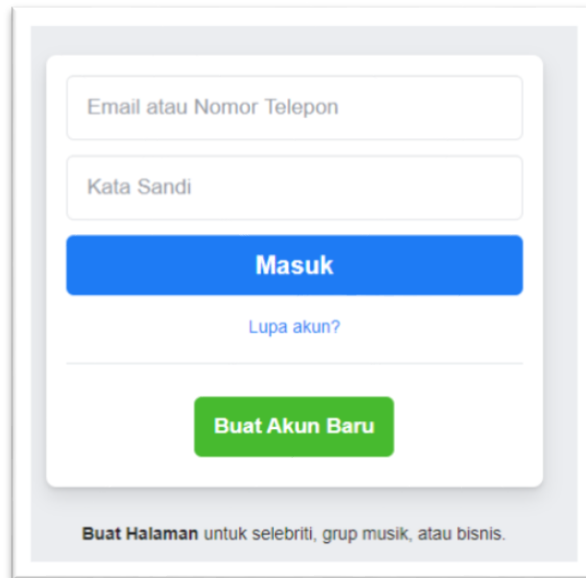 Email atau Nomor Telepon
Kata Sandi
Masuk
Lupa akun?
Buat Akun Baru
Buat Halaman untuk selebriti, grup musik, atau bisnis.